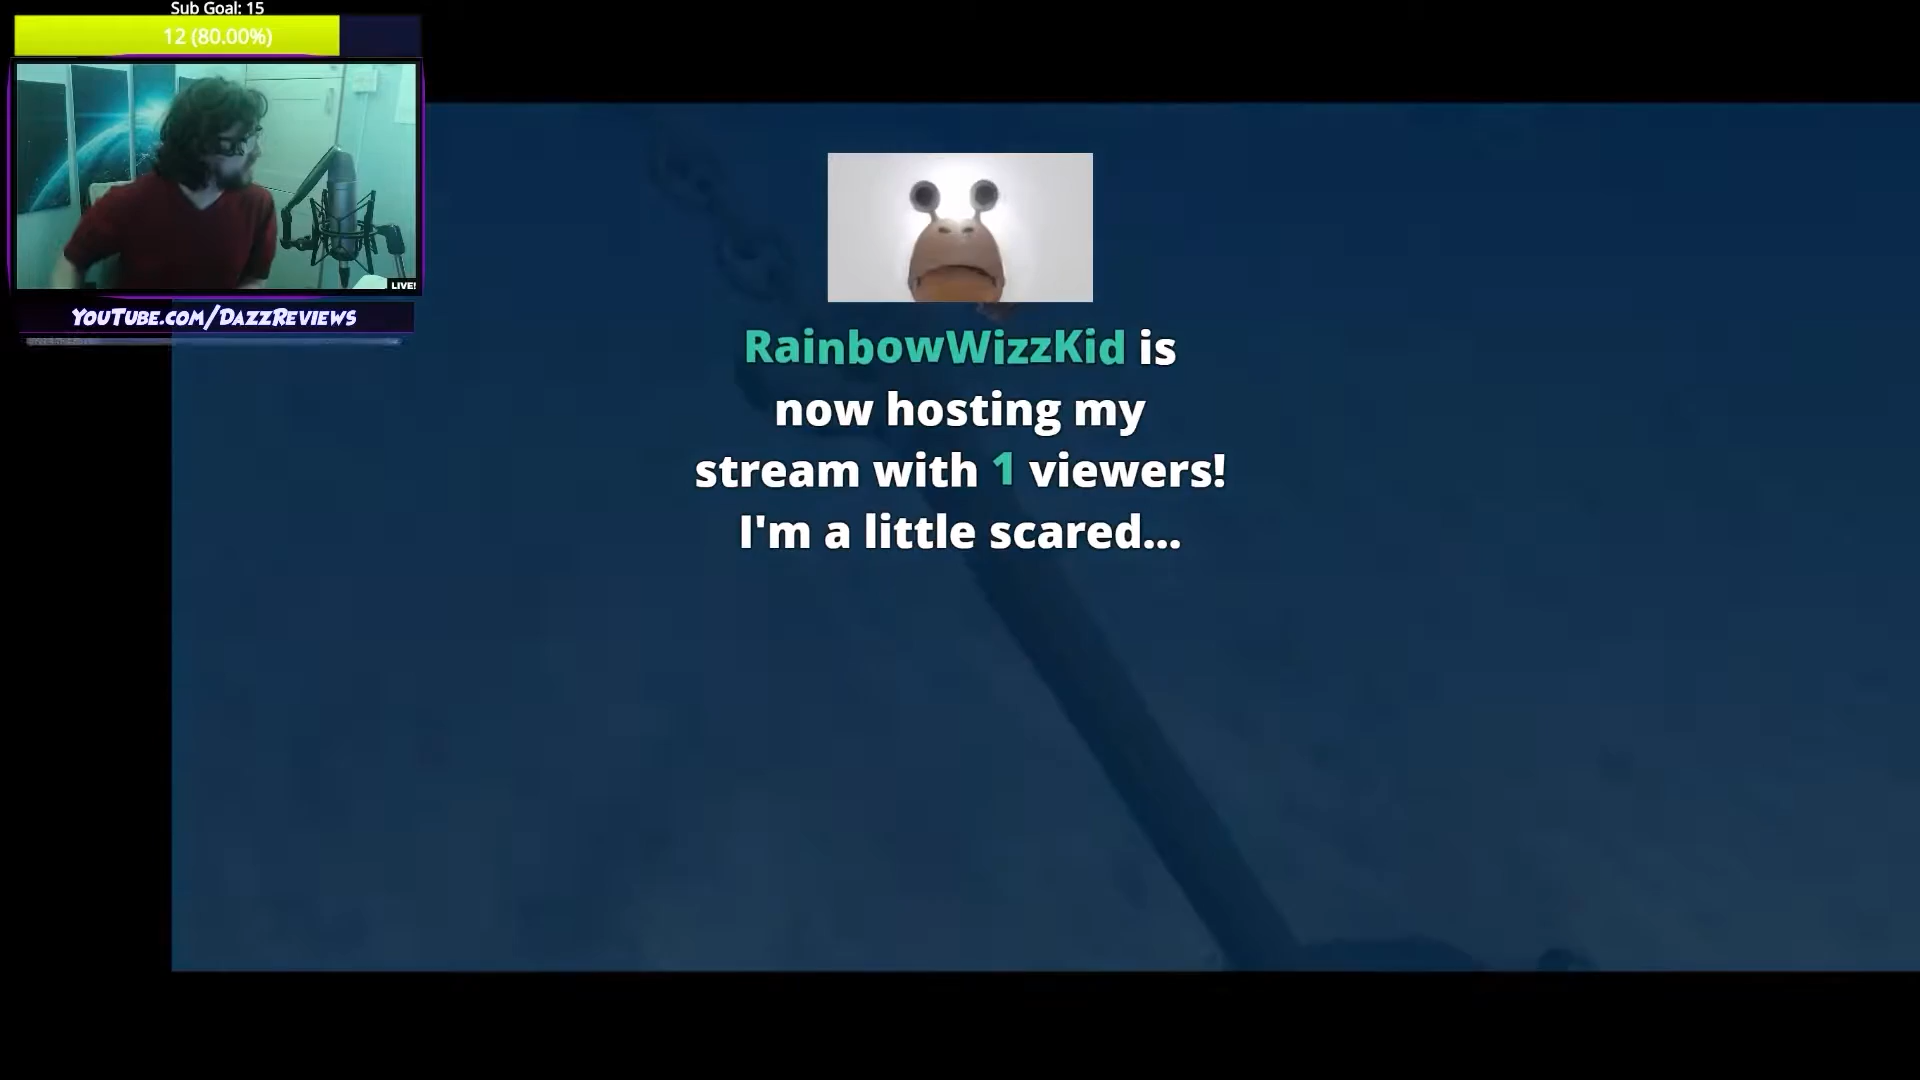 Sub Goal: 15
12 (80.00%)
LIVE!
YouTube.com/DazzReviews
RainbowWizzKid is
now hosting my
stream with 1 viewers!
I'm a little scared...